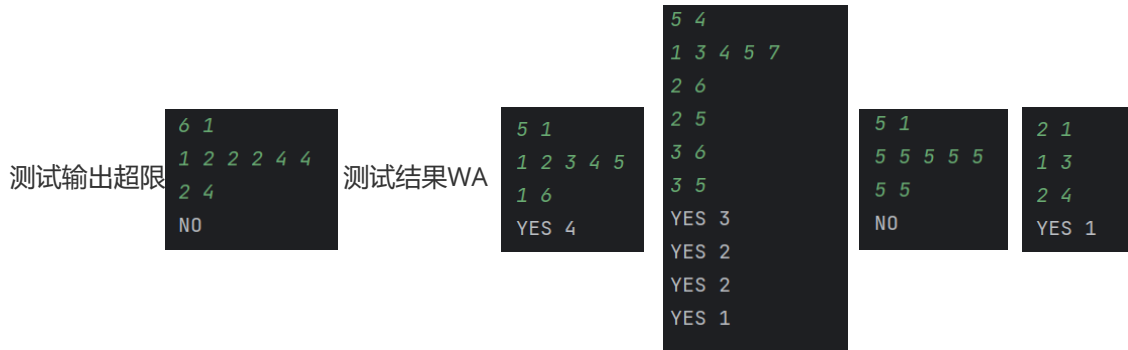 测试输出超限
6 1
1 2 2 2 4 4
2 4
NO
测试结果WA
5 1
1 2 3 4 5
1 6
YES 4
5 4
1 3 4 5 7
2 6
2 5
3 6
3 5
YES 3
YES 2
YES 2
YES 1
5 1
5 5 5 5 5
5 5
NO
2 1
1 3
2 4
YES 1